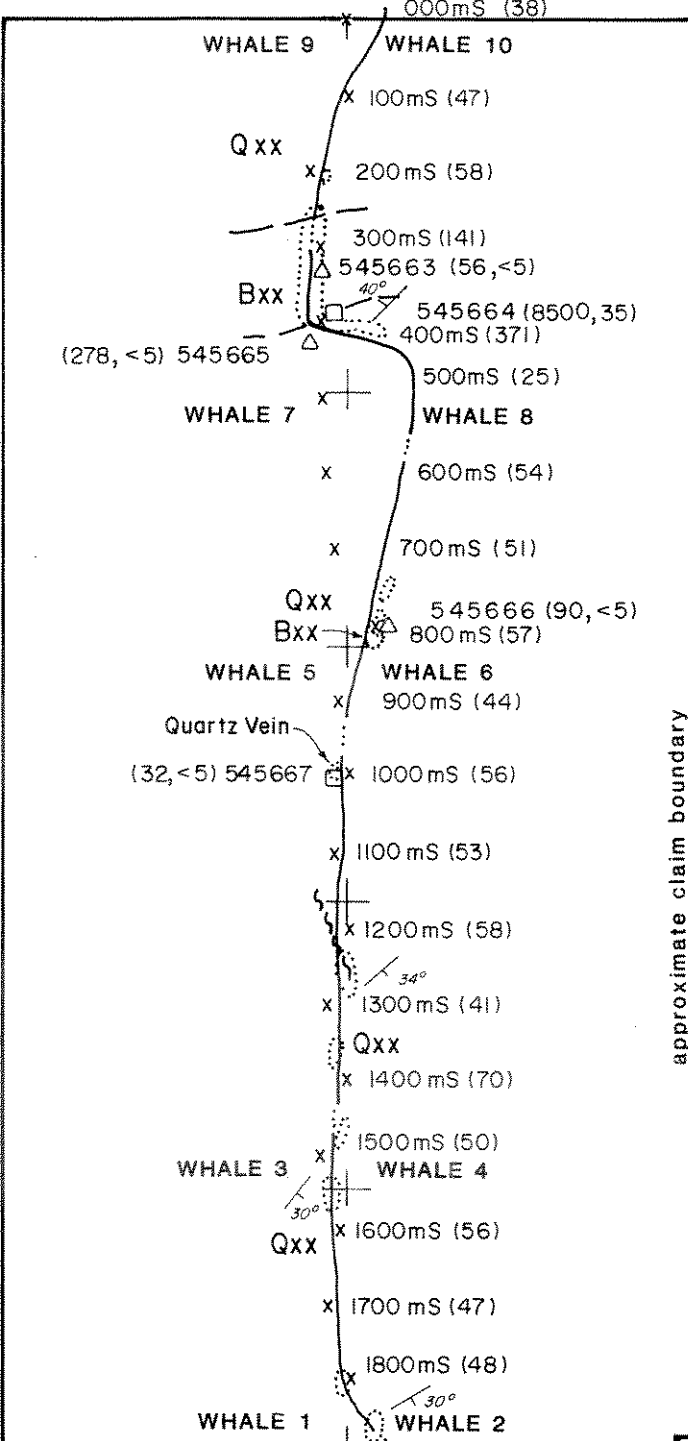 000mS (38)
WHALE 9 WHALE 10
100mS (47)
Qxx
200mS (58)
300mS (141)
545663 (56,<5)
Bxx
40°
545664 (8500,35)
400mS (371)
(278, <5) 545665
500mS (25)
WHALE 7 WHALE 8
600mS (54)
700mS (51)
Qxx
545666 (90,<5)
Bxx
800mS (57)
WHALE 5 WHALE 6
900mS (44)
Quartz Vein
(32,<5) 545667
1000mS (56)
1100mS (53)
1200mS (58)
34°
1300mS (41)
Qxx
1400mS (70)
1500mS (50)
WHALE 3 WHALE 4
30°
1600mS (56)
Qxx
1700 mS (47)
1800mS (48)
30°
WHALE 1 WHALE 2
approximate claim boundary